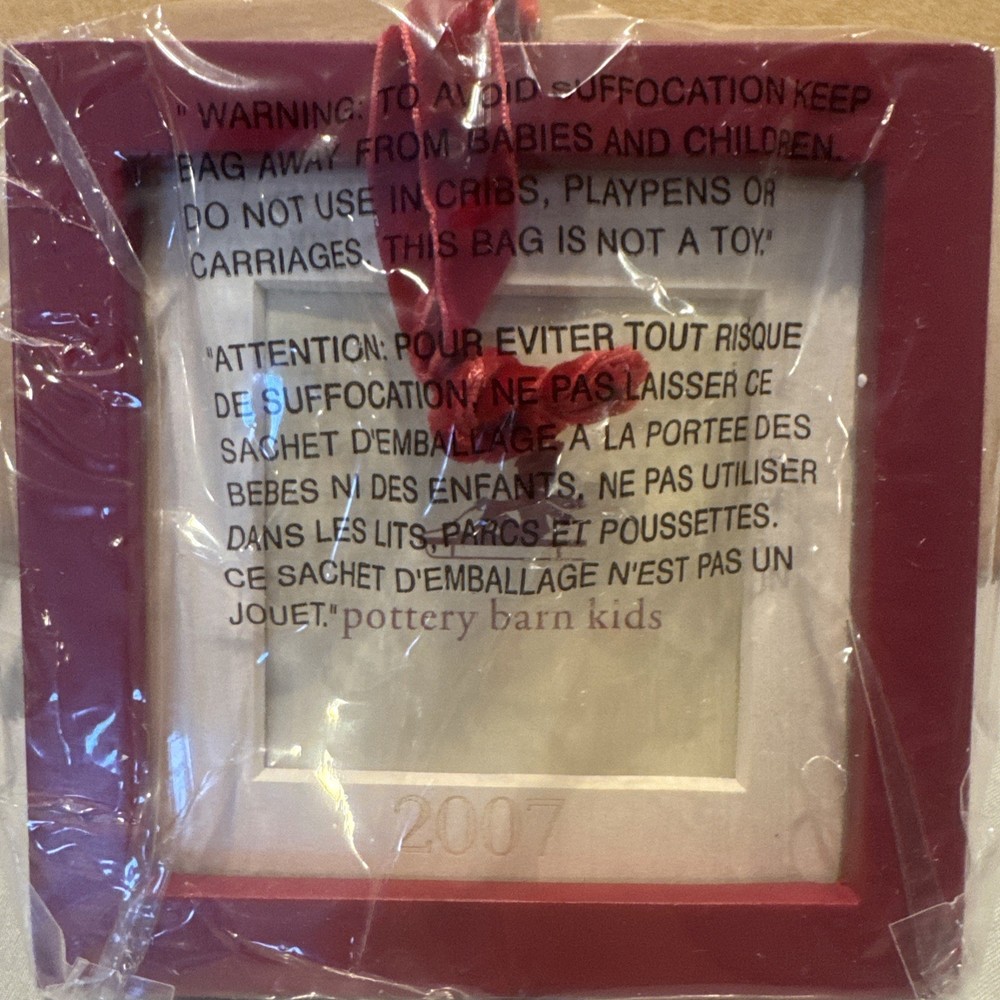 " WARNING: TO AVOID SUFFOCATION KEEP
BAG AWAY FROM BABIES AND CHILDREN.
DO NOT USE IN CRIBS, PLAYPENS OR
CARRIAGES. THIS BAG IS NOT A TOY."
"ATTENTION: POUR EVITER TOUT RISQUE
DE SUFFOCATION, NE PAS LAISSER CE
SACHET D'EMBALLAGE A LA PORTEE DES
BEBES NI DES ENFANTS, NE PAS UTILISER
DANS LES LITS, PARCS ET POUSSETTES.
CE SACHET D'EMBALLAGE N'EST PAS UN
JOUET."
pottery barn kids
2007